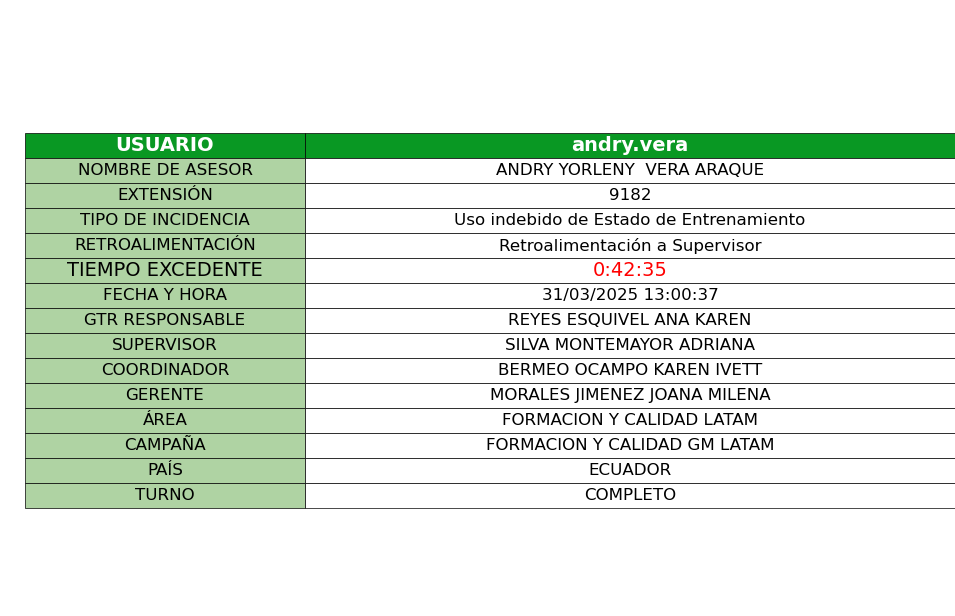 USUARIO andry.vera
NOMBRE DE ASESOR ANDRY YORLENY  VERA ARAQUE
EXTENSIÓN 9182
TIPO DE INCIDENCIA Uso indebido de Estado de Entrenamiento
RETROALIMENTACIÓN Retroalimentación a Supervisor
TIEMPO EXCEDENTE 0:42:35
FECHA Y HORA 31/03/2025 13:00:37
GTR RESPONSABLE REYES ESQUIVEL ANA KAREN
SUPERVISOR SILVA MONTEMAYOR ADRIANA
COORDINADOR BERMEO OCAMPO KAREN IVETT
GERENTE MORALES JIMENEZ JOANA MILENA
ÁREA FORMACION Y CALIDAD LATAM
CAMPAÑA FORMACION Y CALIDAD GM LATAM
PAÍS ECUADOR
TURNO COMPLETO